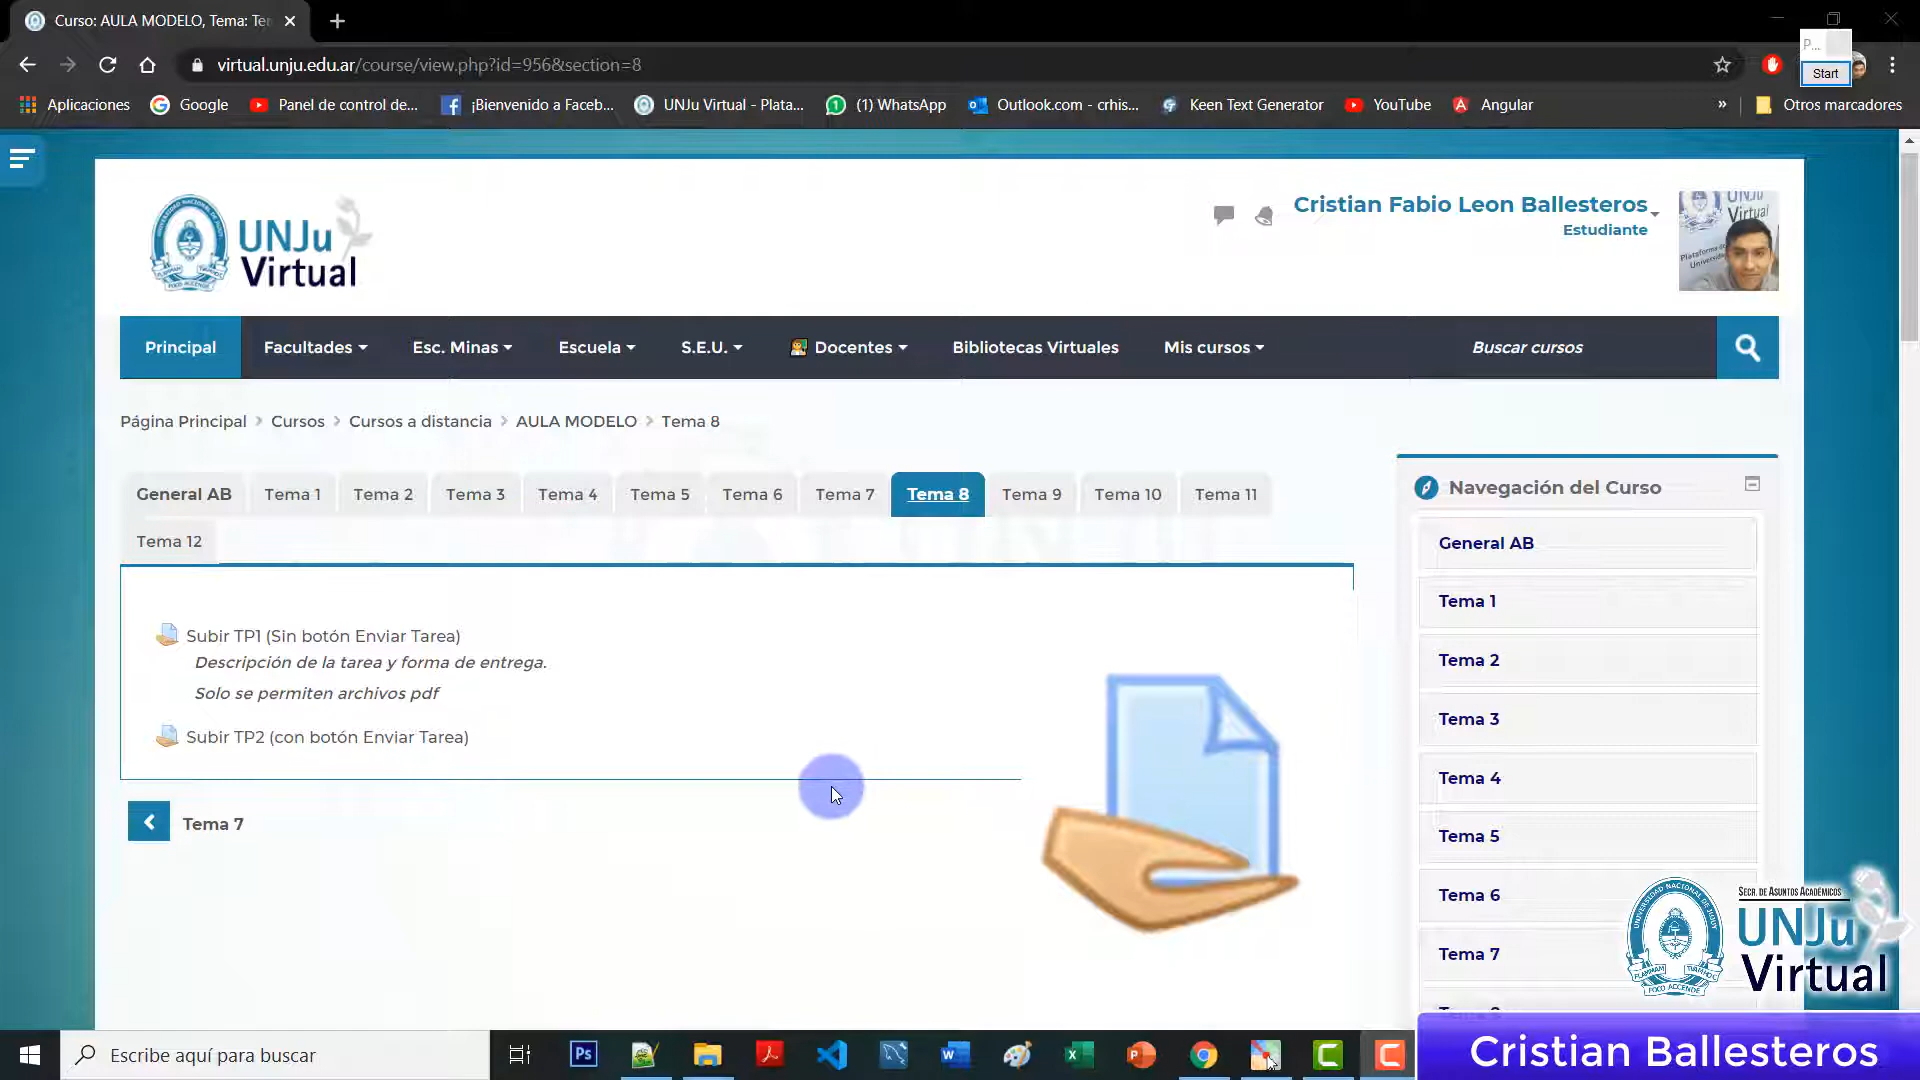 Curso: AULA MODELO, Tema: Te
P...
Start
virtual.unju.edu.ar/course/view.php?id=956&section=8
Aplicaciones
Google
Panel de control de...
¡Bienvenido a Faceb...
UNJu Virtual - Plata...
(1) WhatsApp
Outlook.com - crhis...
Keen Text Generator
YouTube
Angular
»
Otros marcadores
UNJu
Virtual
Cristian Fabio Leon Ballesteros
Estudiante
Principal
Facultades
Esc. Minas
Escuela
S.E.U.
Docentes
Bibliotecas Virtuales
Mis cursos
Buscar cursos
Página Principal > Cursos > Cursos a distancia > AULA MODELO > Tema 8
General AB
Tema 1
Tema 2
Tema 3
Tema 4
Tema 5
Tema 6
Tema 7
Tema 8
Tema 9
Tema 10
Tema 11
Tema 12
Subir TP1 (Sin botón Enviar Tarea)
Descripción de la tarea y forma de entrega.
Solo se permiten archivos pdf
Subir TP2 (con botón Enviar Tarea)
Tema 7
Navegación del Curso
General AB
Tema 1
Tema 2
Tema 3
Tema 4
Tema 5
Tema 6
Tema 7
Secr. de Asuntos Académicos
UNJu
Virtual
Escribe aquí para buscar
Cristian Ballesteros